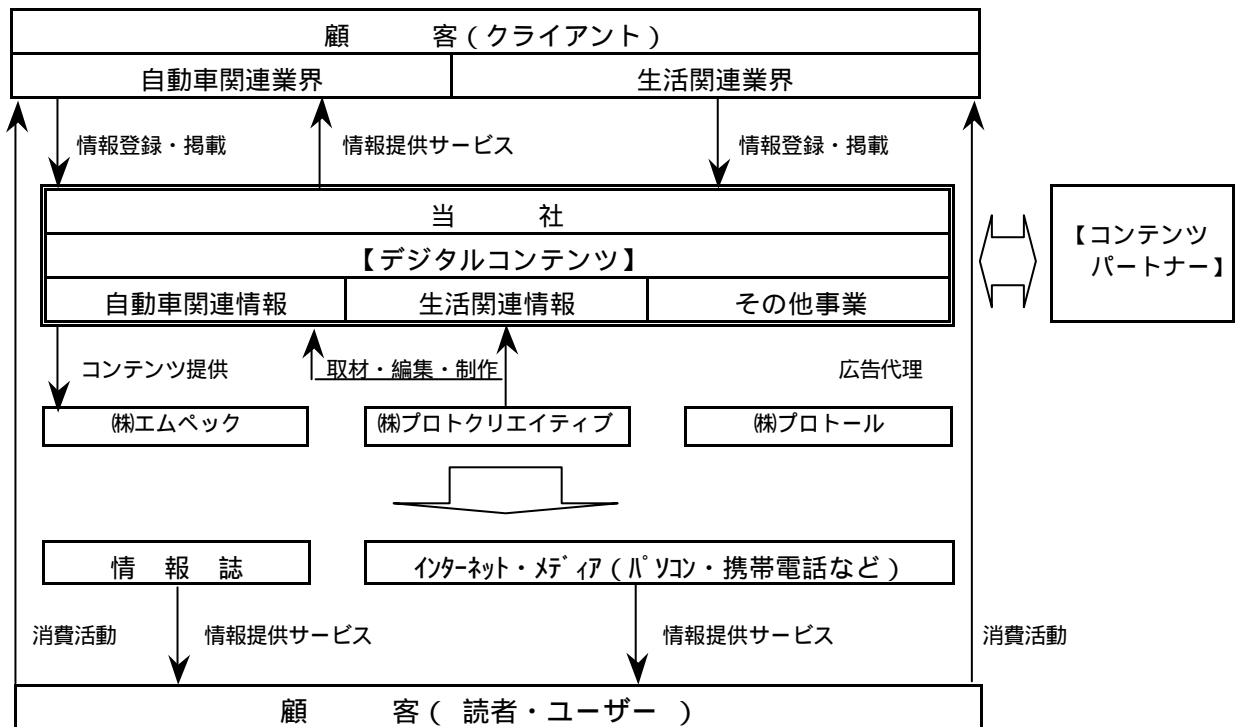 顧 客(クライアント)
自動車関連業界 生活関連業界
情報登録・掲載 情報提供サービス 情報登録・掲載
当 社
【デジタルコンテンツ】
自動車関連情報 生活関連情報 その他事業
【コンテンツ
パートナー】
コンテンツ提供 取材・編集・制作 広告代理
㈱エムペック ㈱プロトクリエイティブ ㈱プロトール
情 報 誌 ｲﾝﾀｰﾈｯﾄ・ﾒﾃﾞｨｱ(ﾊﾟｿｺﾝ・携帯電話など)
消費活動 情報提供サービス 情報提供サービス 消費活動
顧 客( 読者・ユーザー )